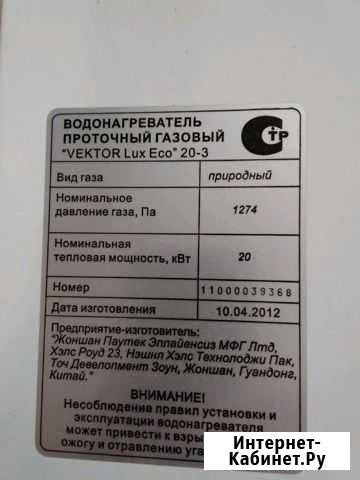 ВОДОНАГРЕВАТЕЛЬ
ПРОТОЧНЫЙ ГАЗОВЫЙ
"VEKTOR Lux Eco" 20-3
СТР
Вид газа природный
Номинальное
давление газа, Па 1274
Номинальная
тепловая мощность, кВт 20
Номер 11000039368
Дата изготовления 10.04.2012
Предприятие-изготовитель:
"Жоншан Паутек Эплайенсиз МФГ Лтд,
Хэлс Роуд 23, Нэшнл Хэлс Технолоджи Пак,
Точ Девелопмент Зоун, Жоншан, Гуандонг,
Китай."
ВНИМАНИЕ!
Несоблюдение правил установки и
эксплуатации водонагревателя
может привести к взры
ожогу и отравлению уга
Интернет-
Кабинет.Ру